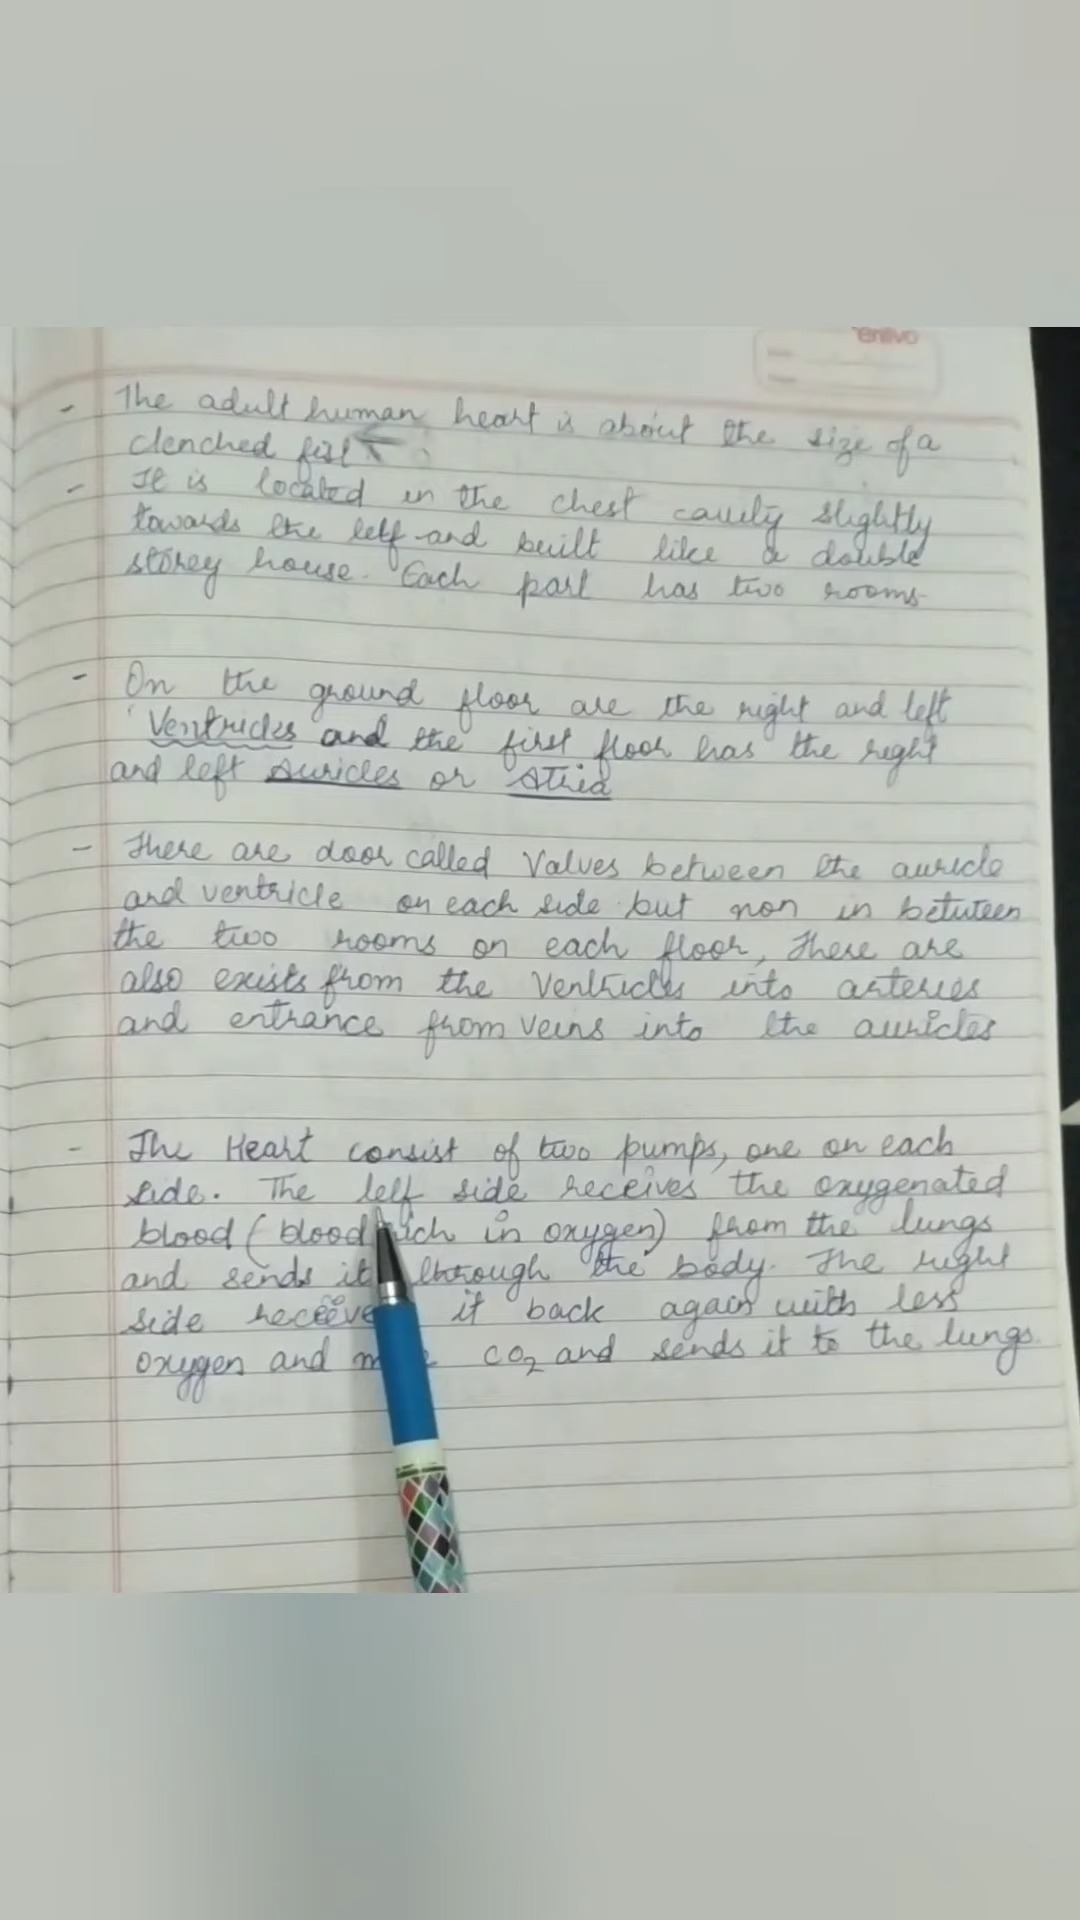 entivo
- The adult human heart is about the size of a
clenched fist
- It is located in the chest cavity slightly
towards the left and built like a double
storey house. Each part has two rooms
- On the ground floor are the right and left
Ventricles and the first floor has the right
and left auricles or atria
- There are door called Valves between the auricle
and ventricle on each side but non in between
the two rooms on each floor, There are
also exists from the Ventricles into arteries
and entrance from veins into the auricles
- The Heart consist of two pumps, one on each
side. The left side receives the oxygenated
blood (blood rich in oxygen) from the lungs
and sends it through the body. The right
side receive it back again with less
oxygen and CO2 and sends it to the lungs.